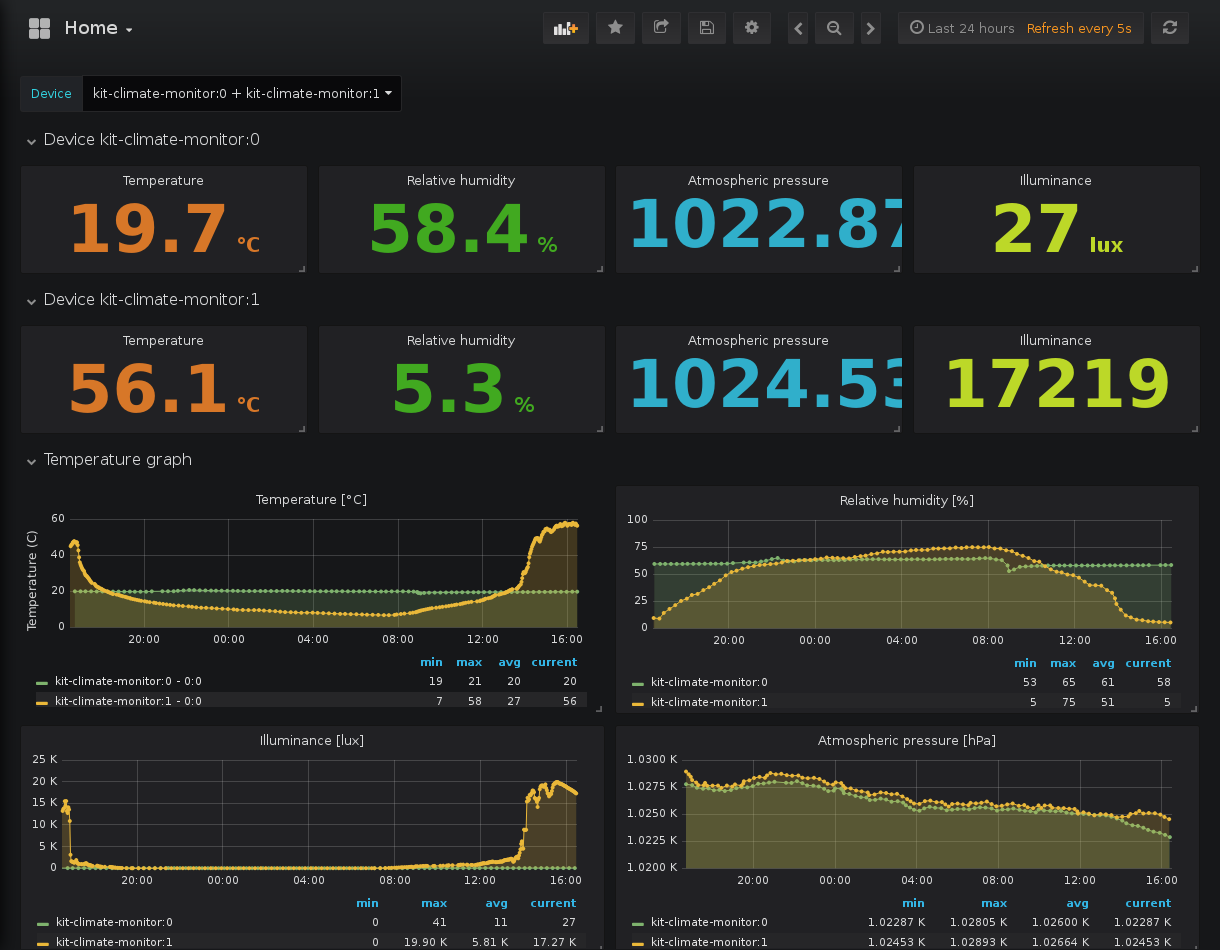 Home
Last 24 hours Refresh every 5s
Device kit-climate-monitor:0 + kit-climate-monitor:1
Device kit-climate-monitor:0
Temperature Relative humidity Atmospheric pressure Illuminance
19.7 °C 58.4 % 1022.87 27 lux
Device kit-climate-monitor:1
Temperature Relative humidity Atmospheric pressure Illuminance
56.1 °C 5.3 % 1024.53 17219
Temperature graph
Temperature [°C]
Temperature (C)
60
40
20
0
20:00 00:00 04:00 08:00 12:00 16:00
min max avg current
kit-climate-monitor:0 - 0:0 19 21 20 20
kit-climate-monitor:1 - 0:0 7 58 27 56
Relative humidity [%]
100
75
50
25
0
20:00 00:00 04:00 08:00 12:00 16:00
min max avg current
kit-climate-monitor:0 53 65 61 58
kit-climate-monitor:1 5 75 51 5
Illuminance [lux]
25 K
20 K
15 K
10 K
5 K
0
20:00 00:00 04:00 08:00 12:00 16:00
min max avg current
kit-climate-monitor:0 0 41 11 27
kit-climate-monitor:1 0 19.90 K 5.81 K 17.27 K
Atmospheric pressure [hPa]
1.0300 K
1.0275 K
1.0250 K
1.0225 K
1.0200 K
20:00 00:00 04:00 08:00 12:00 16:00
min max avg current
kit-climate-monitor:0 1.02287 K 1.02805 K 1.02600 K 1.02287 K
kit-climate-monitor:1 1.02453 K 1.02893 K 1.02664 K 1.02453 K